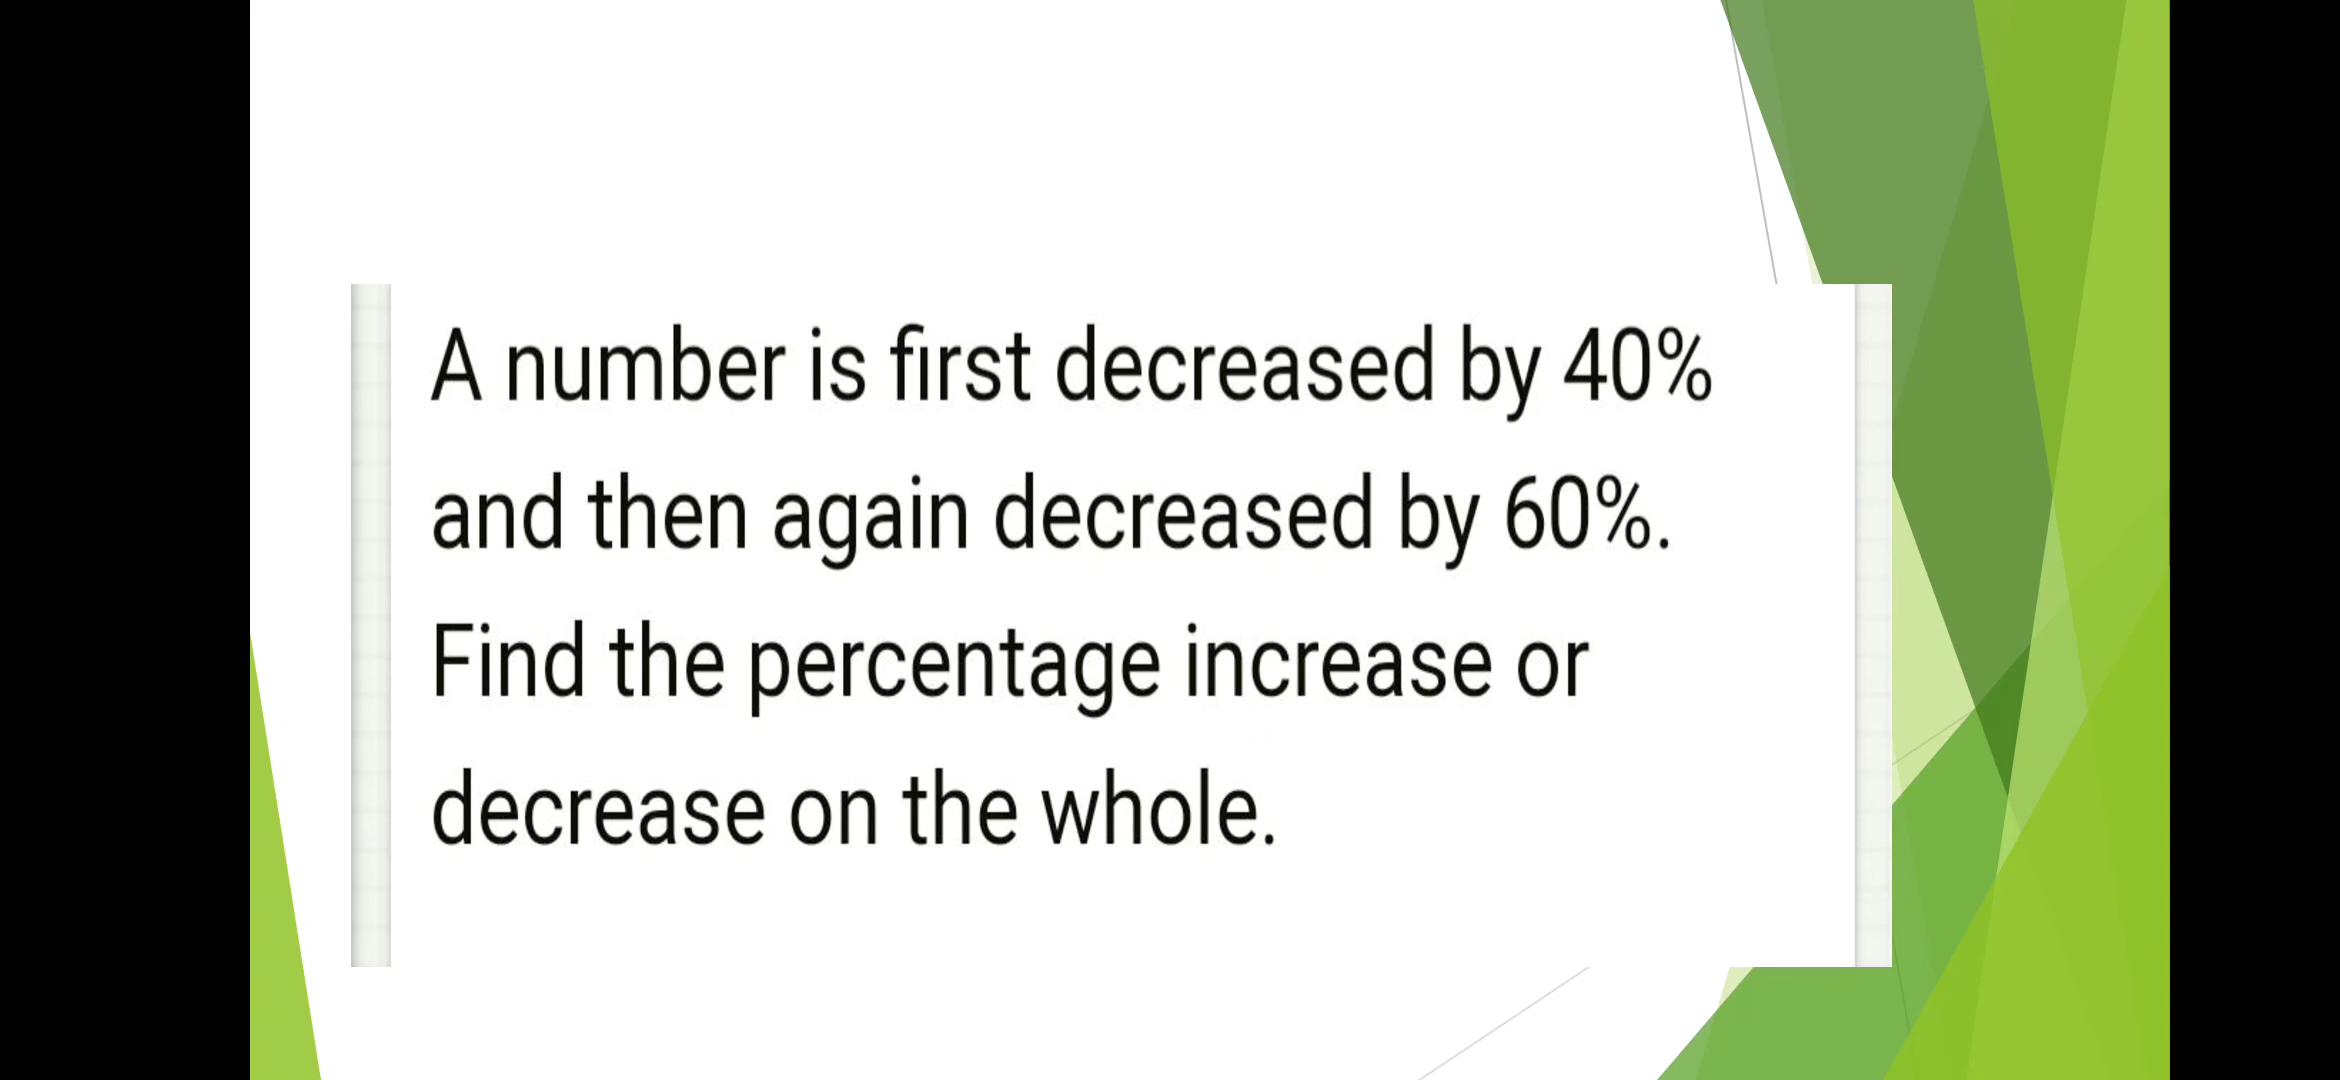 A number is first decreased by 40%
and then again decreased by 60%.
Find the percentage increase or
decrease on the whole.